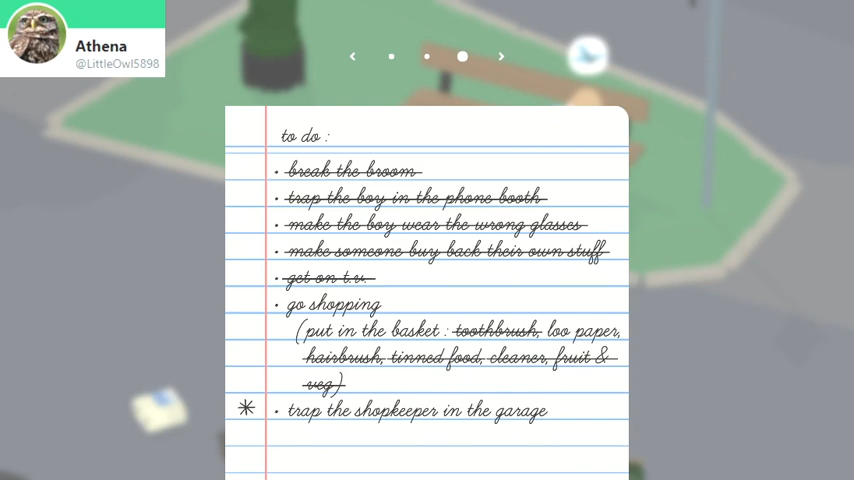 Athena
@LittleOwl5898
to do :
• break the broom
• trap the boy in the phone booth
• make the boy wear the wrong glasses
• make someone buy back their own stuff
• get on t.v.
• go shopping
(put in the basket : toothbrush, loo paper,
hairbrush, tinned food, cleaner, fruit &
veg)
* • trap the shopkeeper in the garage